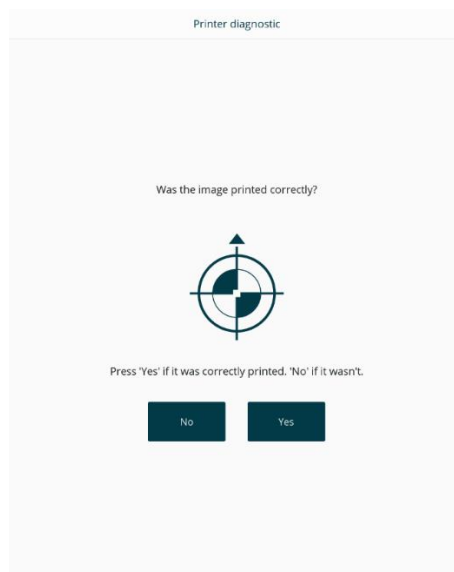 Printer diagnostic
Was the image printed correctly?
Press 'Yes' if it was correctly printed. 'No' if it wasn't.
No Yes